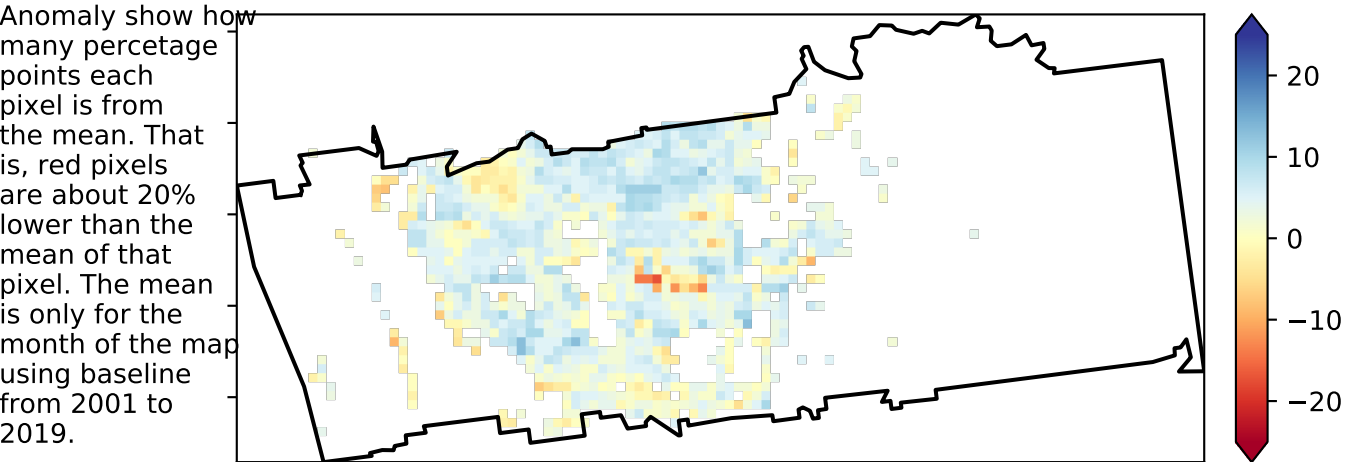 Anomaly show how
many percetage
points each
pixel is from
the mean. That
is, red pixels
are about 20%
lower than the
mean of that
pixel. The mean
is only for the
month of the map
using baseline
from 2001 to
2019.
20
10
0
−10
−20